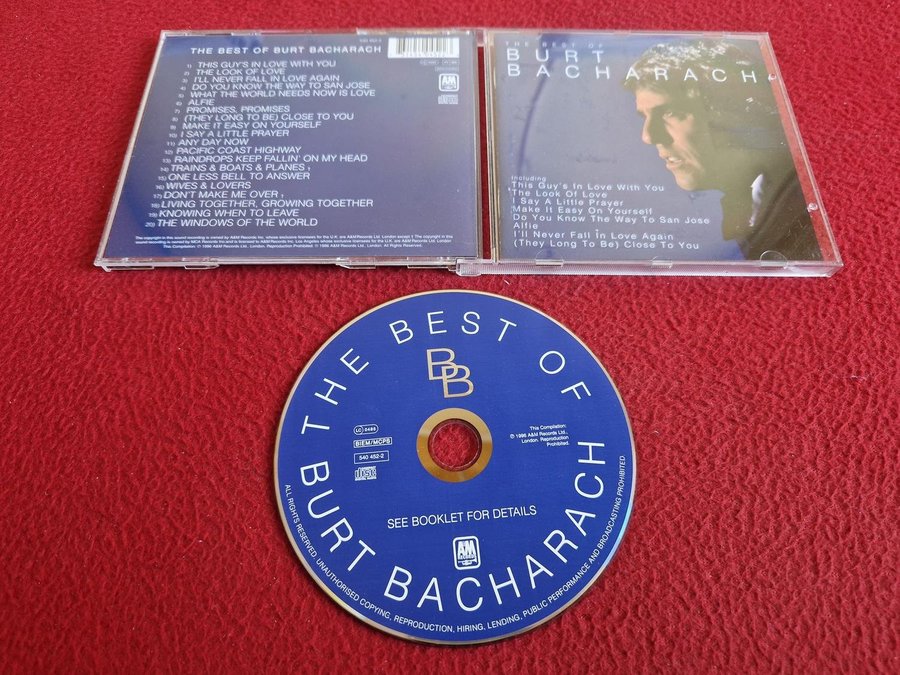 THE BEST OF BURT BACHARACH
1) THIS GUY'S IN LOVE WITH YOU
2) THE LOOK OF LOVE
3) I'LL NEVER FALL IN LOVE AGAIN
4) DO YOU KNOW THE WAY TO SAN JOSE
5) WHAT THE WORLD NEEDS NOW IS LOVE
6) ALFIE
7) PROMISES, PROMISES
8) (THEY LONG TO BE) CLOSE TO YOU
9) MAKE IT EASY ON YOURSELF
10) I SAY A LITTLE PRAYER
11) ANY DAY NOW
12) PACIFIC COAST HIGHWAY
13) RAINDROPS KEEP FALLIN' ON MY HEAD
14) TRAINS & BOATS & PLANES †
15) ONE LESS BELL TO ANSWER
16) WIVES & LOVERS
17) DON'T MAKE ME OVER †
18) LIVING TOGETHER, GROWING TOGETHER
19) KNOWING WHEN TO LEAVE
20) THE WINDOWS OF THE WORLD
A&M
THE BEST OF
BURT
BACHARACH
Including
This Guy's In Love With You
The Look Of Love
I Say A Little Prayer
Make It Easy On Yourself
Do You Know The Way To San Jose
Alfie
I'll Never Fall in Love Again
(They Long To Be) Close To You
THE BEST OF
BURT BACHARACH
BB
LC 0485
BIEM/MCPS
540 452-2
This Compilation:
℗ 1996 A&M Records Ltd.,
London. Reproduction
Prohibited.
SEE BOOKLET FOR DETAILS
A&M
ALL RIGHTS RESERVED. UNAUTHORISED COPYING, REPRODUCTION, HIRING, LENDING, PUBLIC PERFORMANCE AND BROADCASTING PROHIBITED.